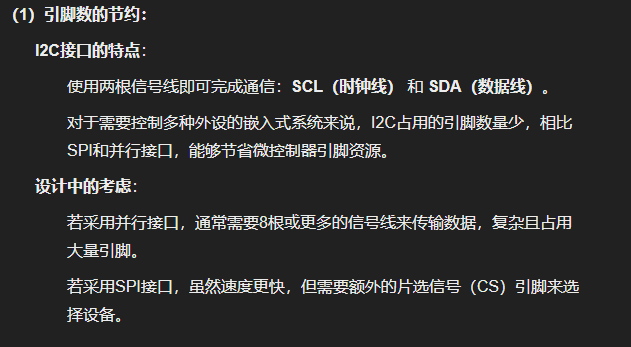 （1）引脚数的节约：
I2C接口的特点：
使用两根信号线即可完成通信：SCL（时钟线） 和 SDA（数据线）。
对于需要控制多种外设的嵌入式系统来说，I2C占用的引脚数量少，相比
SPI和并行接口，能够节省微控制器引脚资源。
设计中的考虑：
若采用并行接口，通常需要8根或更多的信号线来传输数据，复杂且占用
大量引脚。
若采用SPI接口，虽然速度更快，但需要额外的片选信号（CS）引脚来选
择设备。